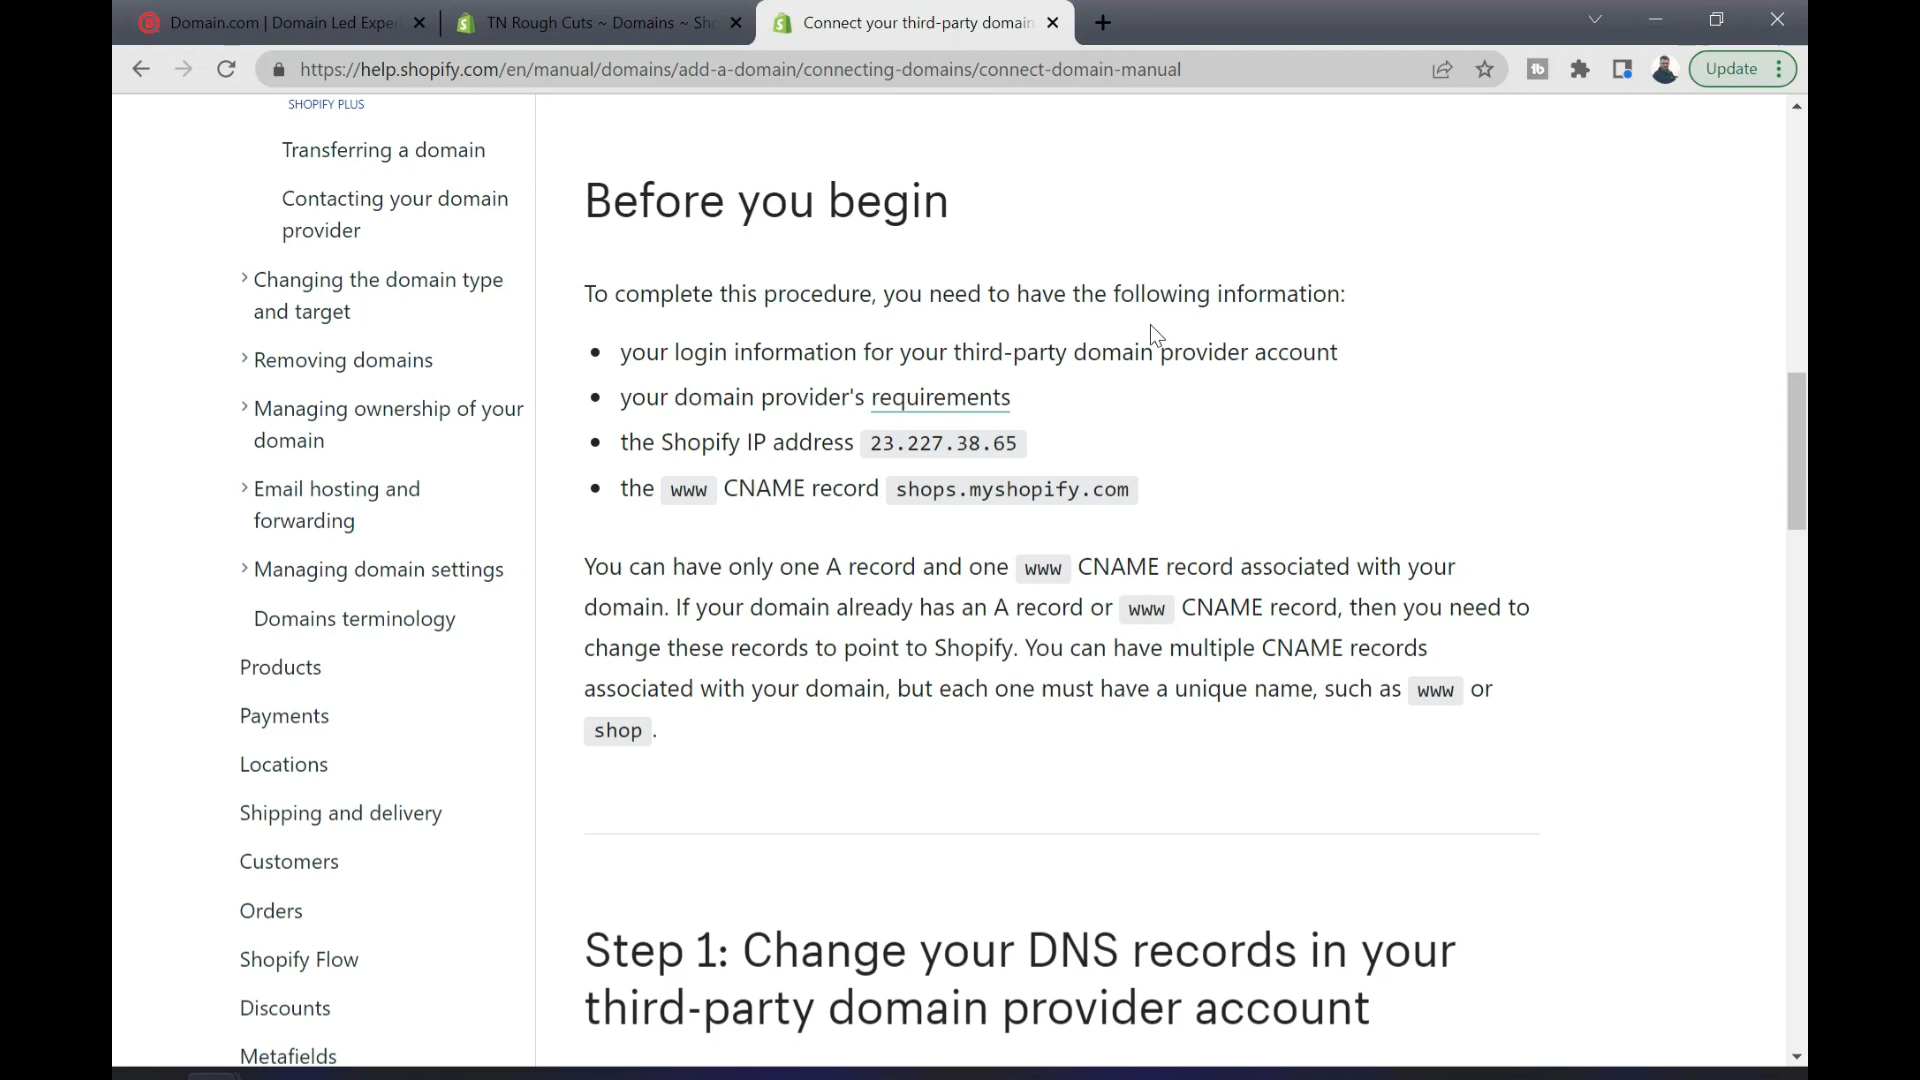 Domain.com | Domain Led Expe
TN Rough Cuts ~ Domains ~ Sho
Connect your third-party domain
https://help.shopify.com/en/manual/domains/add-a-domain/connecting-domains/connect-domain-manual
Update
SHOPIFY PLUS
Transferring a domain
Contacting your domain
provider
Changing the domain type
and target
Removing domains
Managing ownership of your
domain
Email hosting and
forwarding
Managing domain settings
Domains terminology
Products
Payments
Locations
Shipping and delivery
Customers
Orders
Shopify Flow
Discounts
Metafields
Before you begin
To complete this procedure, you need to have the following information:
• your login information for your third-party domain provider account
• your domain provider's requirements
• the Shopify IP address 23.227.38.65
• the www CNAME record shops.myshopify.com
You can have only one A record and one www CNAME record associated with your
domain. If your domain already has an A record or www CNAME record, then you need to
change these records to point to Shopify. You can have multiple CNAME records
associated with your domain, but each one must have a unique name, such as www or
shop.
Step 1: Change your DNS records in your
third-party domain provider account